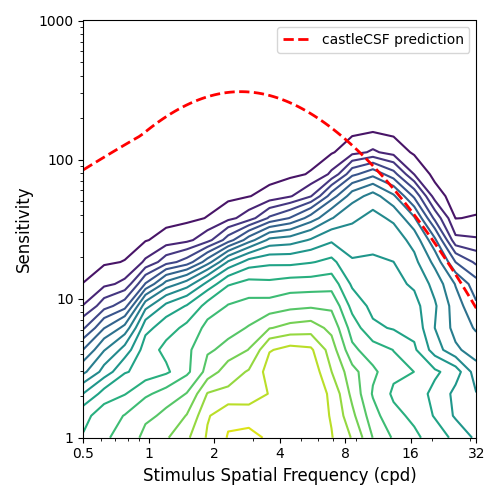 1000
castleCSF prediction
100
Sensitivity
10
1
0.5 1 2 4 8 16 32
Stimulus Spatial Frequency (cpd)